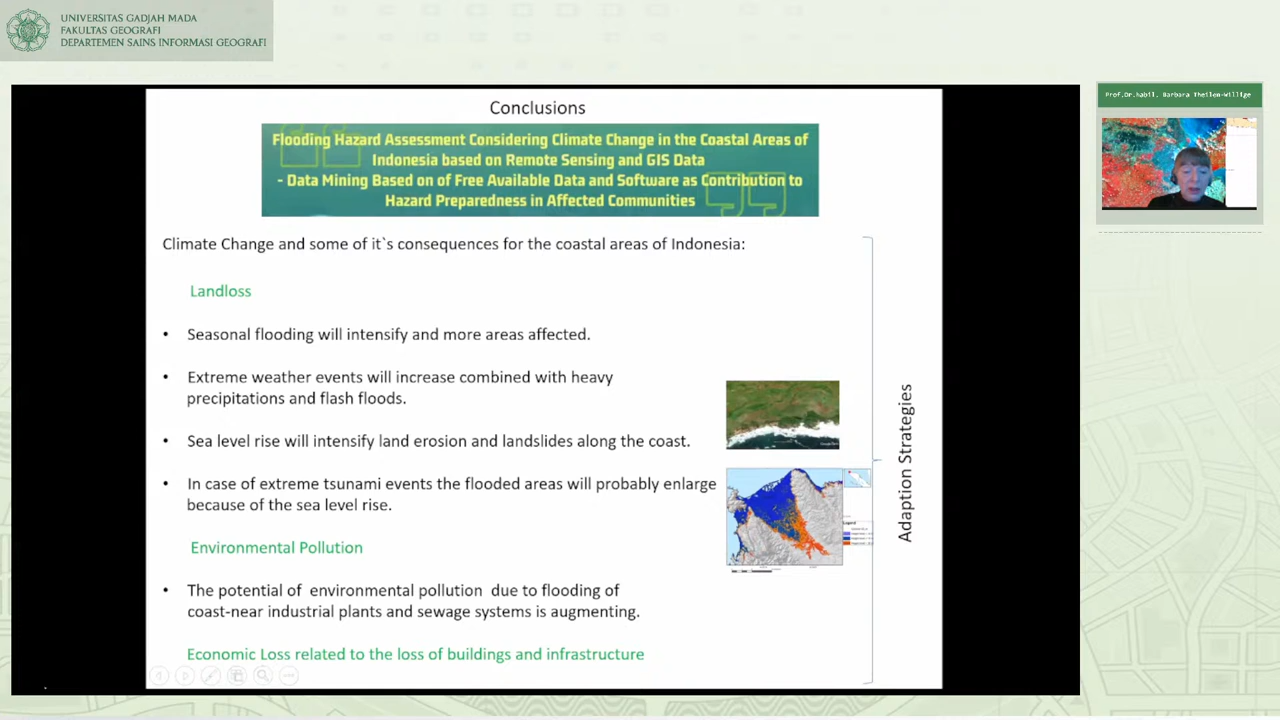 UNIVERSITAS GADJAH MADA
FAKULTAS GEOGRAFI
DEPARTEMEN SAINS INFORMASI GEOGRAFI
Prof.Dr.habil. Barbara Theilen-Willige
Conclusions
Flooding Hazard Assessment Considering Climate Change in the Coastal Areas of
Indonesia based on Remote Sensing and GIS Data
- Data Mining Based on of Free Available Data and Software as Contribution to
Hazard Preparedness in Affected Communities
Climate Change and some of it`s consequences for the coastal areas of Indonesia:
Landloss
• Seasonal flooding will intensify and more areas affected.
• Extreme weather events will increase combined with heavy
precipitations and flash floods.
• Sea level rise will intensify land erosion and landslides along the coast.
• In case of extreme tsunami events the flooded areas will probably enlarge
because of the sea level rise.
Environmental Pollution
• The potential of environmental pollution due to flooding of
coast-near industrial plants and sewage systems is augmenting.
Economic Loss related to the loss of buildings and infrastructure
Adaption Strategies